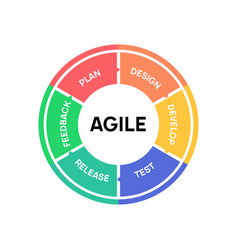 PLAN
DESIGN
DEVELOP
TEST
RELEASE
FEEDBACK
AGILE